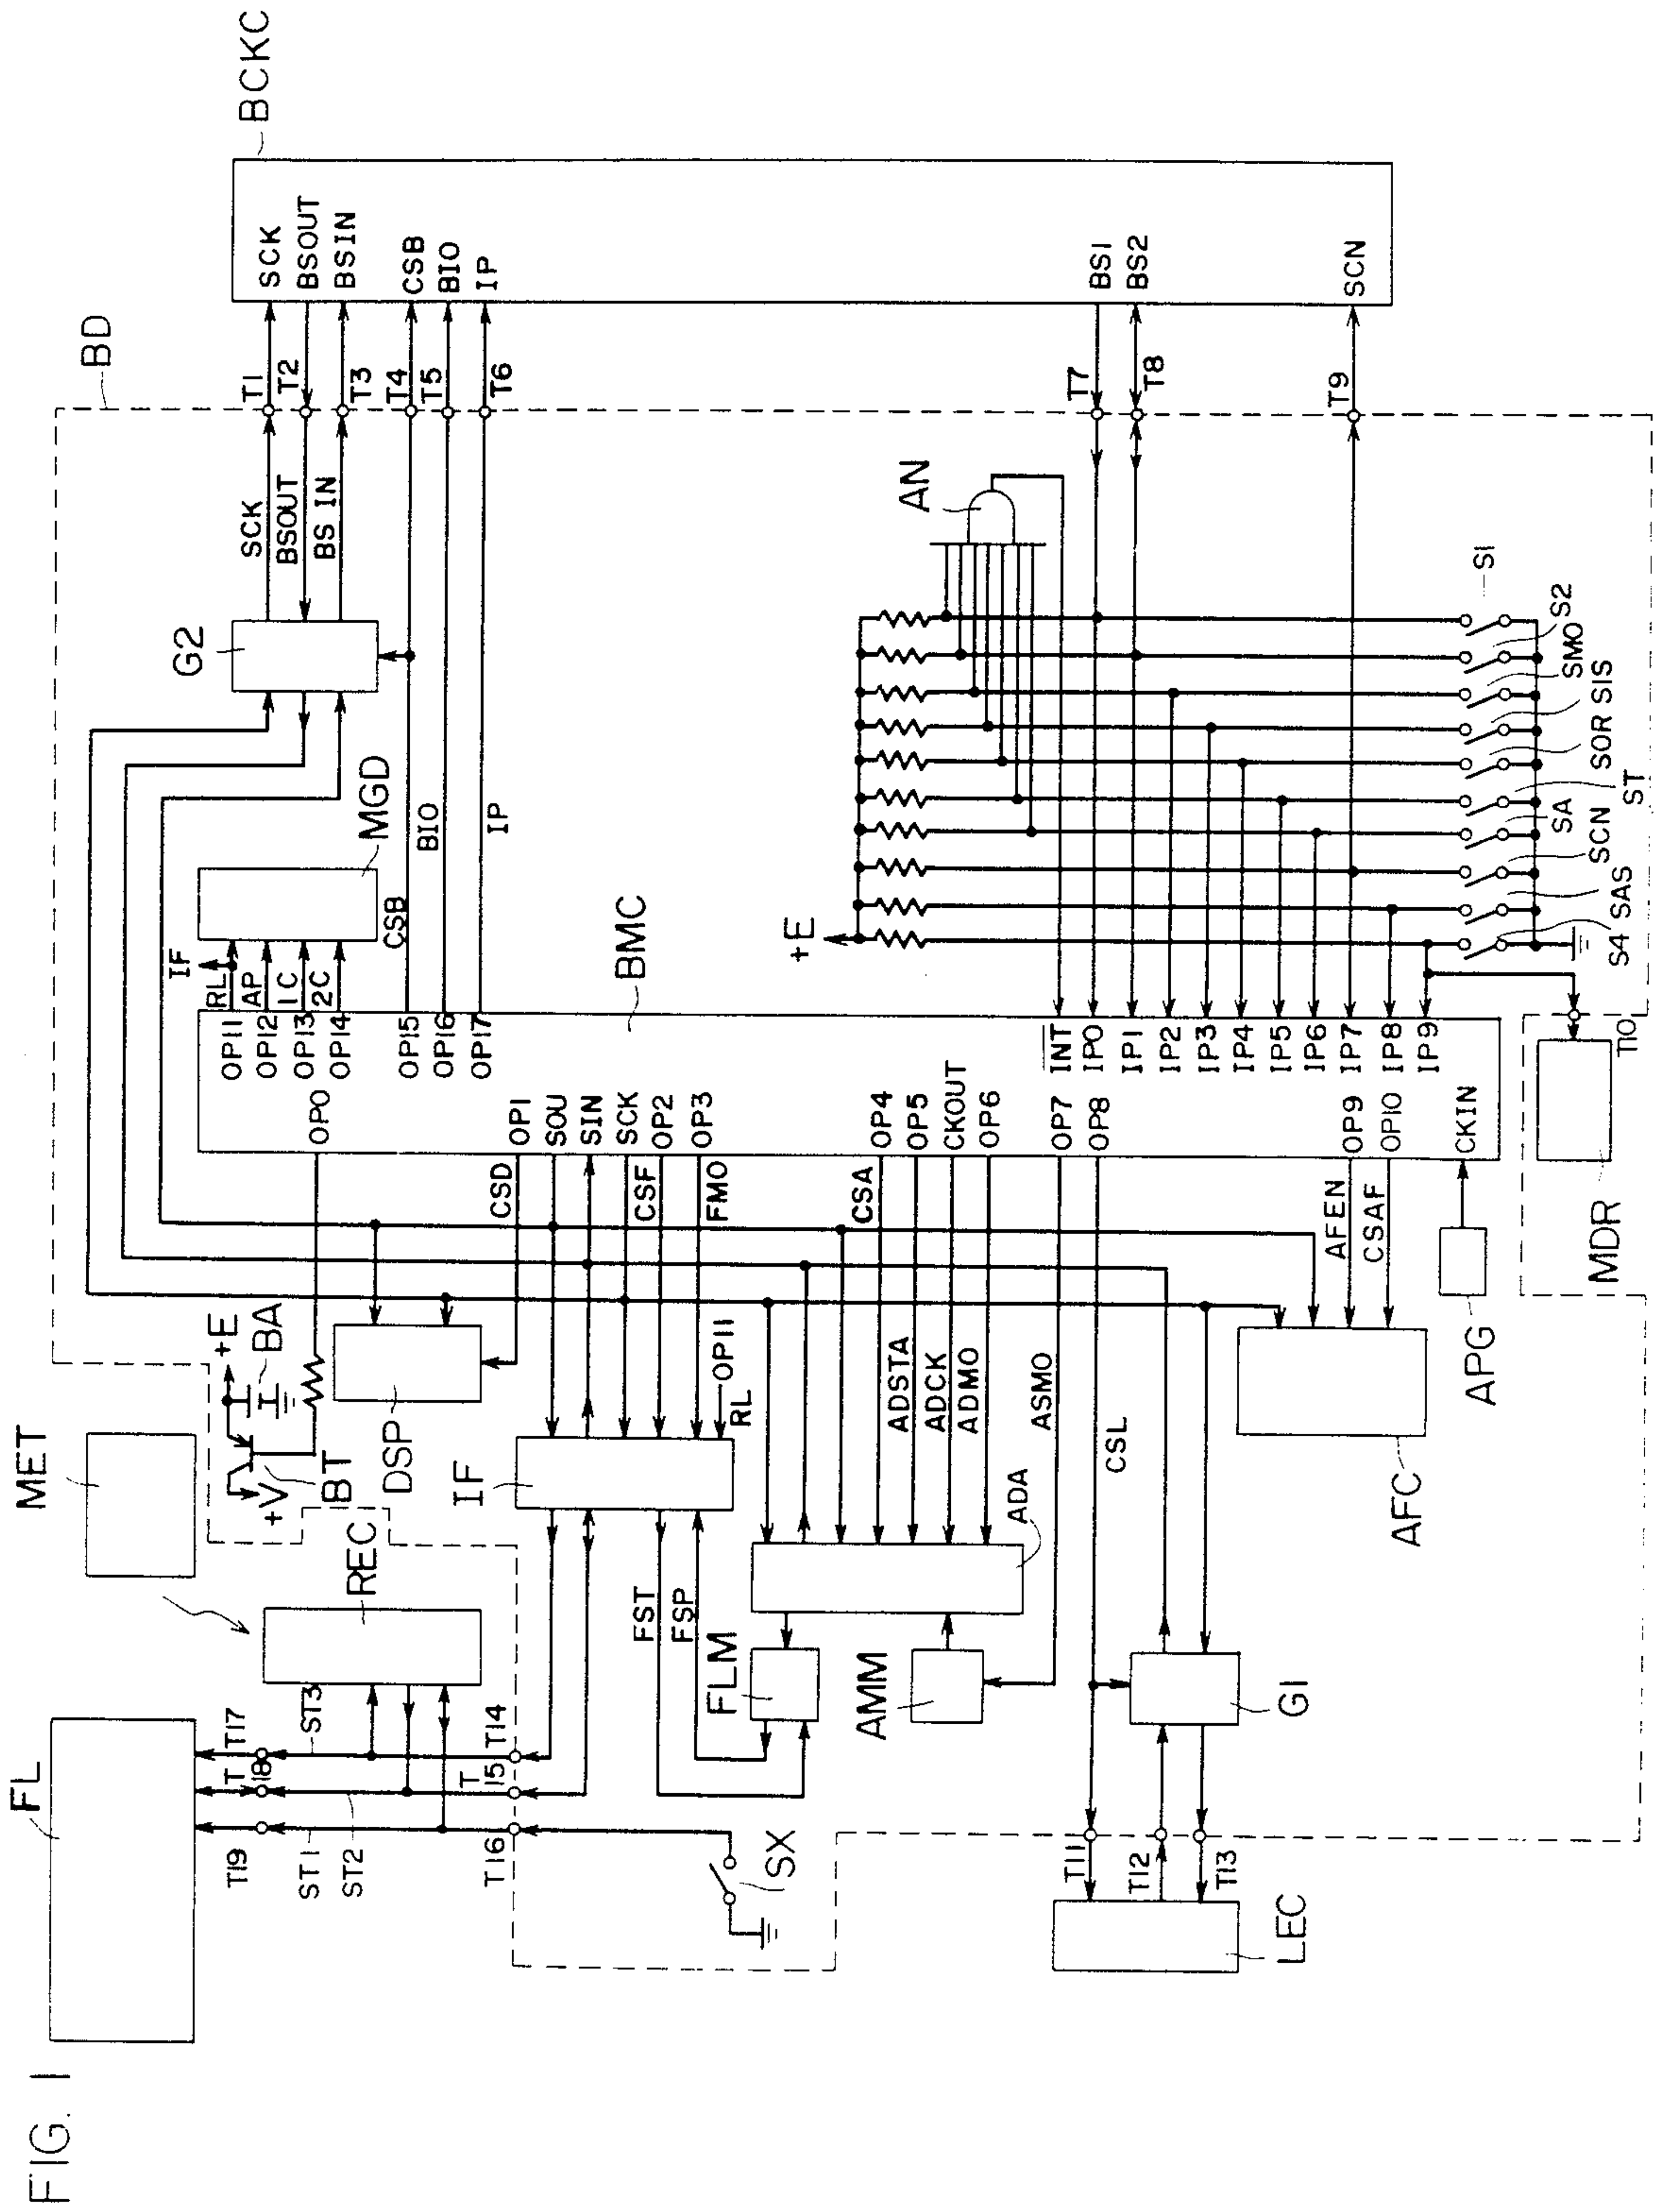 FIG. 1
FL
MET
BD
BCKC
T19
T18
T17
ST1
ST2
ST3
REC
T16
T15
T14
SX
+V
BT
+E
BA
DSP
IF
FST
FSP
FLM
AMM
ADA
G1
LEC
T11
T12
T13
AFC
APG
MDR
T10
OP11
RL
CSD
CSF
FMO
CSA
ADSTA
ADCK
ADMO
ASMO
CSL
AFEN
CSAF
OP0
OP1
SOU
SIN
SCK
OP2
OP3
OP4
OP5
CKOUT
OP6
OP7
OP8
OP9
OP10
CKIN
BMC
OP11
OP12
OP13
OP14
OP15
OP16
OP17
INT
IP0
IP1
IP2
IP3
IP4
IP5
IP6
IP7
IP8
IP9
IF
RL
AP
1C
2C
MGD
CSB
BIO
IP
G2
SCK
BSOUT
BS IN
+E
AN
S1
S2
SMO
SIS
SOR
ST
SA
SCN
SAS
S4
T1
T2
T3
T4
T5
T6
T7
T8
T9
SCK
BSOUT
BSIN
CSB
BIO
IP
BS1
BS2
SCN